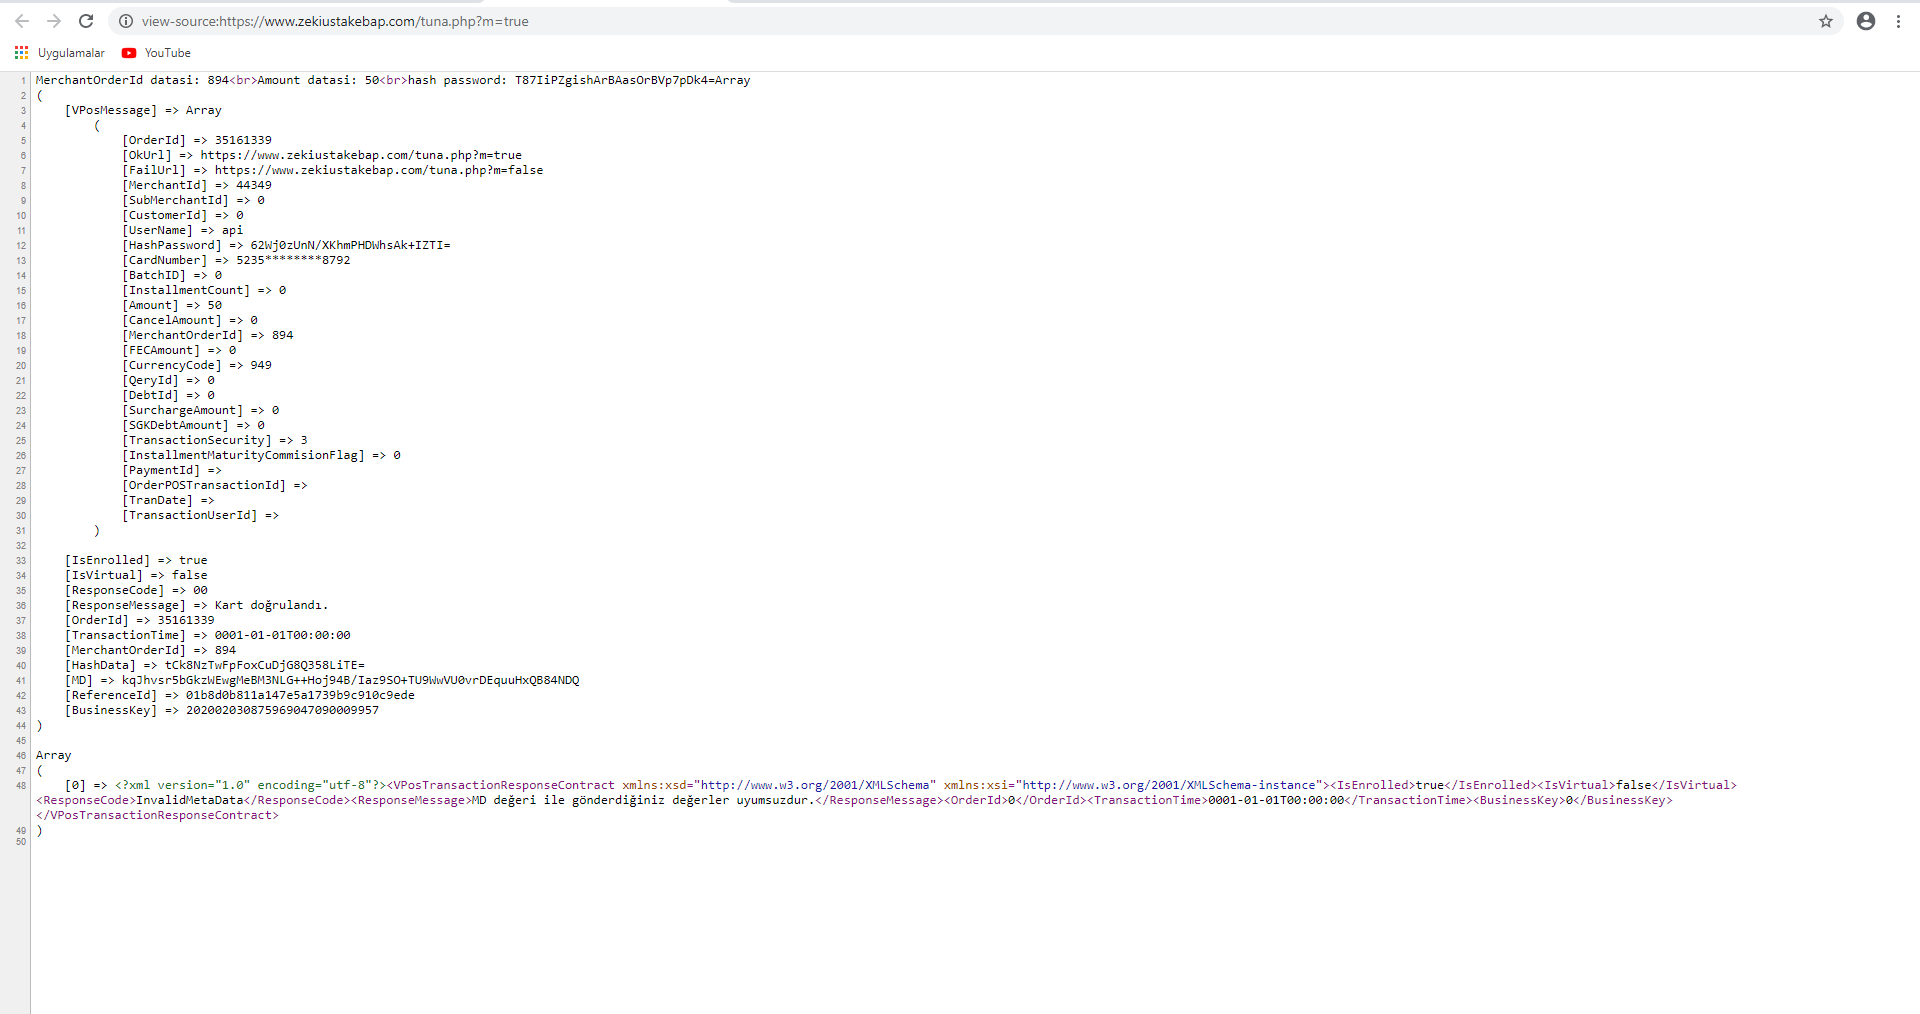 view-source:https://www.zekiustakebap.com/tuna.php?m=true
Uygulamalar YouTube
1 MerchantOrderId datasi: 894<br>Amount datasi: 50<br>hash password: T87IiPZgishArBAasOrBVp7pDk4=Array
2 (
3 [VPosMessage] => Array
4 (
5 [OrderId] => 35161339
6 [OkUrl] => https://www.zekiustakebap.com/tuna.php?m=true
7 [FailUrl] => https://www.zekiustakebap.com/tuna.php?m=false
8 [MerchantId] => 44349
9 [SubMerchantId] => 0
10 [CustomerId] => 0
11 [UserName] => api
12 [HashPassword] => 62Wj0zUnN/XKhmPHDWhsAk+IZTI=
13 [CardNumber] => 5235********8792
14 [BatchID] => 0
15 [InstallmentCount] => 0
16 [Amount] => 50
17 [CancelAmount] => 0
18 [MerchantOrderId] => 894
19 [FECAmount] => 0
20 [CurrencyCode] => 949
21 [QeryId] => 0
22 [DebtId] => 0
23 [SurchargeAmount] => 0
24 [SGKDebtAmount] => 0
25 [TransactionSecurity] => 3
26 [InstallmentMaturityCommisionFlag] => 0
27 [PaymentId] =>
28 [OrderPOSTransactionId] =>
29 [TranDate] =>
30 [TransactionUserId] =>
31 )
32
33 [IsEnrolled] => true
34 [IsVirtual] => false
35 [ResponseCode] => 00
36 [ResponseMessage] => Kart doğrulandı.
37 [OrderId] => 35161339
38 [TransactionTime] => 0001-01-01T00:00:00
39 [MerchantOrderId] => 894
40 [HashData] => tCk8NzTwFpFoxCuDjG8Q358LiTE=
41 [MD] => kqJhvsr5bGkzWEwgMeBM3NLG++Hoj94B/Iaz9SO+TU9WwVU0vrDEquuHxQB84NDQ
42 [ReferenceId] => 01b8d0b811a147e5a1739b9c910c9ede
43 [BusinessKey] => 202002030875969047090009957
44 )
45
46 Array
47 (
48 [0] => <?xml version="1.0" encoding="utf-8"?><VPosTransactionResponseContract xmlns:xsd="http://www.w3.org/2001/XMLSchema" xmlns:xsi="http://www.w3.org/2001/XMLSchema-instance"><IsEnrolled>true</IsEnrolled><IsVirtual>false</IsVirtual>
<ResponseCode>InvalidMetaData</ResponseCode><ResponseMessage>MD değeri ile gönderdiğiniz değerler uyumsuzdur.</ResponseMessage><OrderId>0</OrderId><TransactionTime>0001-01-01T00:00:00</TransactionTime><BusinessKey>0</BusinessKey>
</VPosTransactionResponseContract>
49 )
50